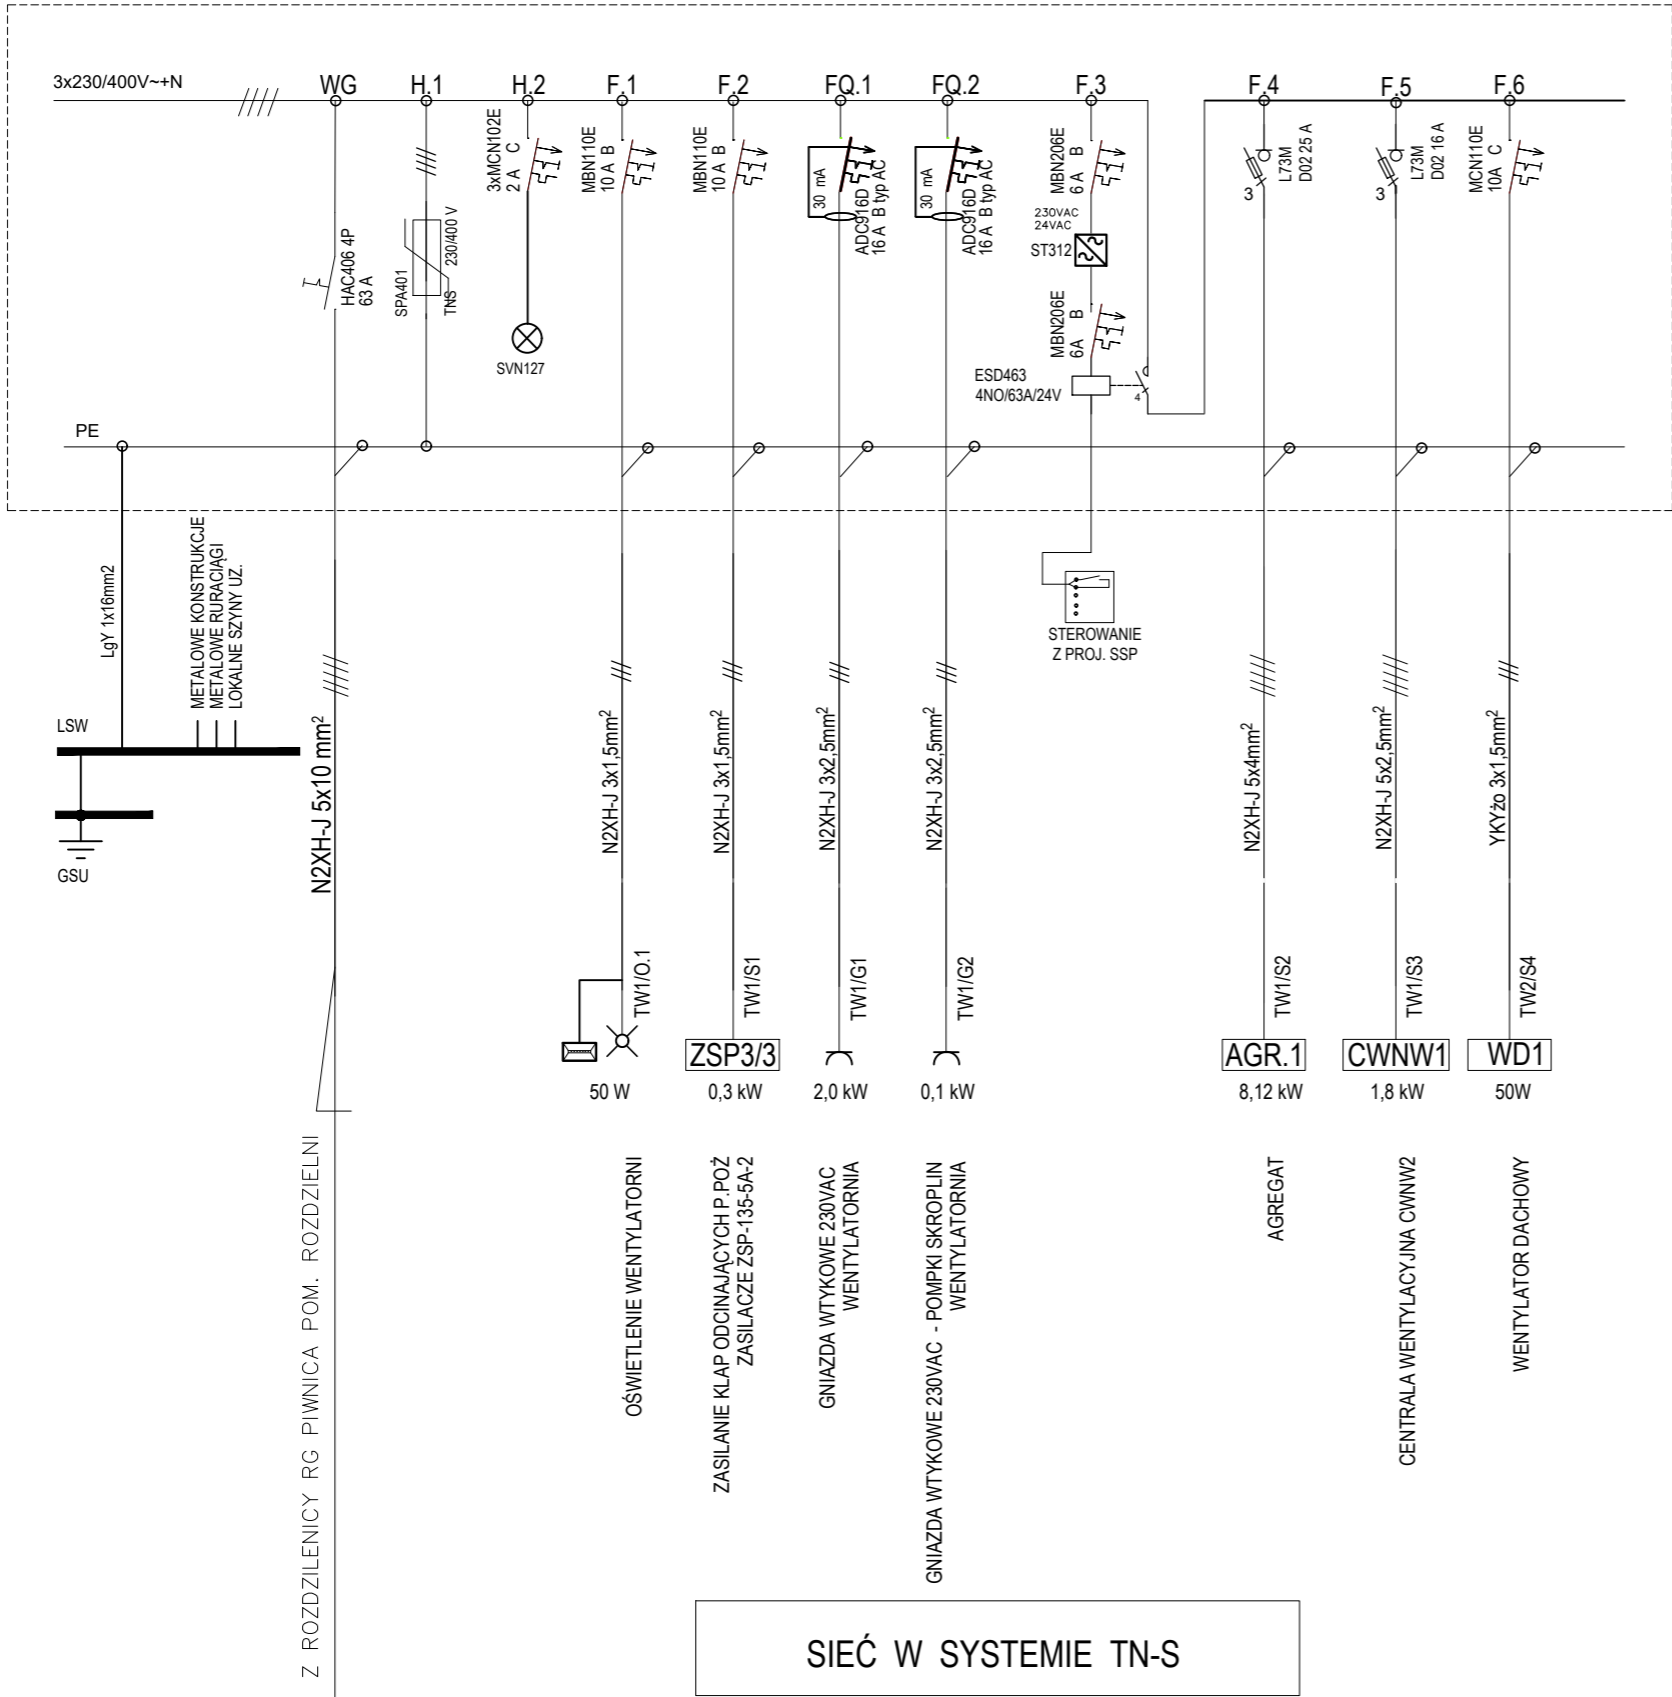 3x230/400V~+N
WG
H.1
H.2
F.1
F.2
FQ.1
FQ.2
F.3
F.4
F.5
F.6
HAC406 4P
63 A
SPA401
230/400 V
TNS
3xMCN102E
2 A C
SVN127
MBN110E
10 A B
MBN110E
10 A B
30 mA
ADC916D
16 A B typ AC
30 mA
ADC916D
16 A B typ AC
MBN206E
6 A B
230VAC
24VAC
ST312
MBN206E
6A B
ESD463
4NO/63A/24V
4
3
L73M
D02 25 A
3
L73M
D02 16 A
MCN110E
10A C
PE
LgY 1x16mm2
METALOWE KONSTRUKCJE
METALOWE RURACIĄGI
LOKALNE SZYNY UZ.
LSW
GSU
STEROWANIE
Z PROJ. SSP
N2XH-J 5x10 mm²
N2XH-J 3x1,5mm²
N2XH-J 3x1,5mm²
N2XH-J 3x2,5mm²
N2XH-J 3x2,5mm²
N2XH-J 5x4mm²
N2XH-J 5x2,5mm²
YKYżo 3x1,5mm²
TW1/O.1
TW1/S1
TW1/G1
TW1/G2
TW1/S2
TW1/S3
TW2/S4
ZSP3/3
AGR.1
CWNW1
WD1
50 W
0,3 kW
2,0 kW
0,1 kW
8,12 kW
1,8 kW
50W
Z ROZDZILENICY RG PIWNICA POM. ROZDZIELNI
OŚWIETLENIE WENTYLATORNI
ZASILANIE KLAP ODCINAJĄCYCH P.POŻ
ZASILACZE ZSP-135-5A-2
GNIAZDA WTYKOWE 230VAC
WENTYLATORNIA
GNIAZDA WTYKOWE 230VAC - POMPKI SKROPLIN
WENTYLATORNIA
AGREGAT
CENTRALA WENTYLACYJNA CWNW2
WENTYLATOR DACHOWY
SIEĆ W SYSTEMIE TN-S